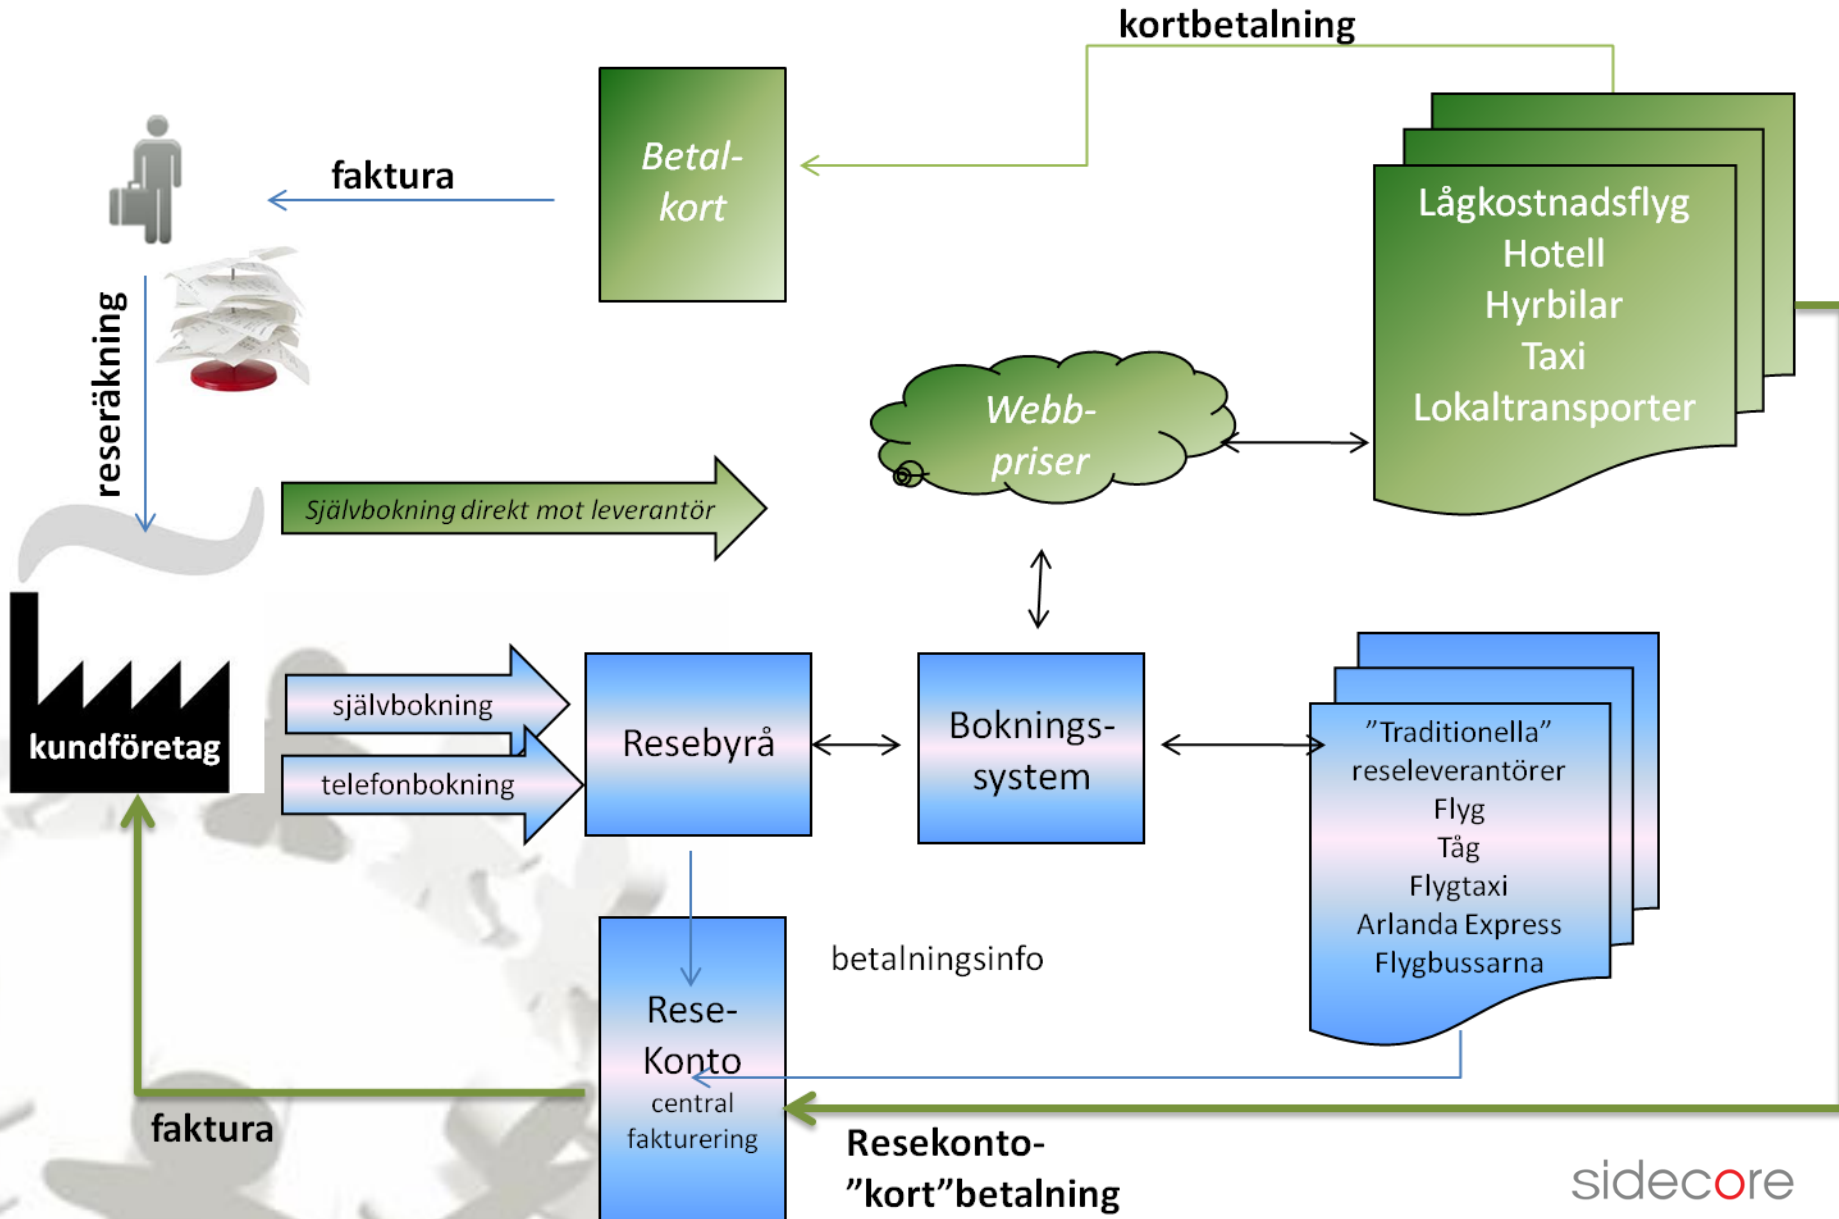 kortbetalning
Betal-
kort
faktura
Lågkostnadsflyg
Hotell
Hyrbilar
Taxi
Lokaltransporter
reseräkning
Webb-
priser
Självbokning direkt mot leverantör
kundföretag
självbokning
telefonbokning
Resebyrå
Boknings-
system
”Traditionella”
reseleverantörer
Flyg
Tåg
Flygtaxi
Arlanda Express
Flygbussarna
betalningsinfo
Rese-
Konto
central
fakturering
faktura
Resekonto-
”kort”betalning
sidecore